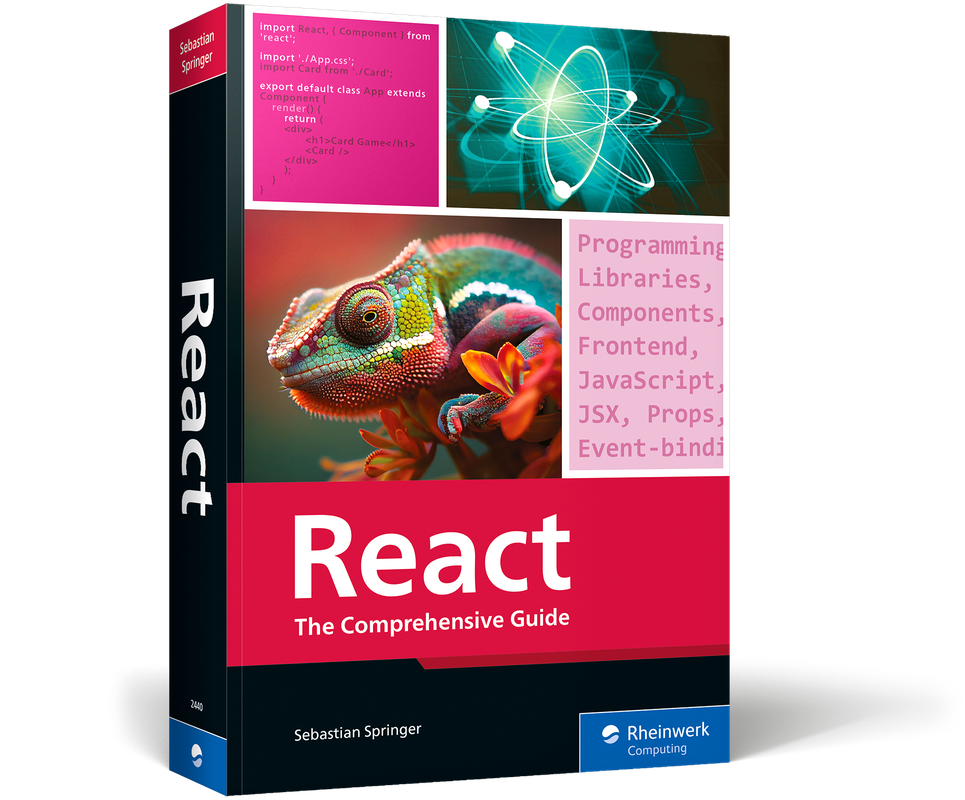 Sebastian
Springer
React
2440
import React, { Component } from
'react';
import './App.css';
import Card from './Card';
export default class App extends
Component {
render() {
return (
<div>
<h1>Card Game</h1>
<Card />
</div>
);
}
}
Programming
Libraries,
Components,
Frontend,
JavaScript,
JSX, Props,
Event-bindi
React
The Comprehensive Guide
Sebastian Springer
Rheinwerk
Computing